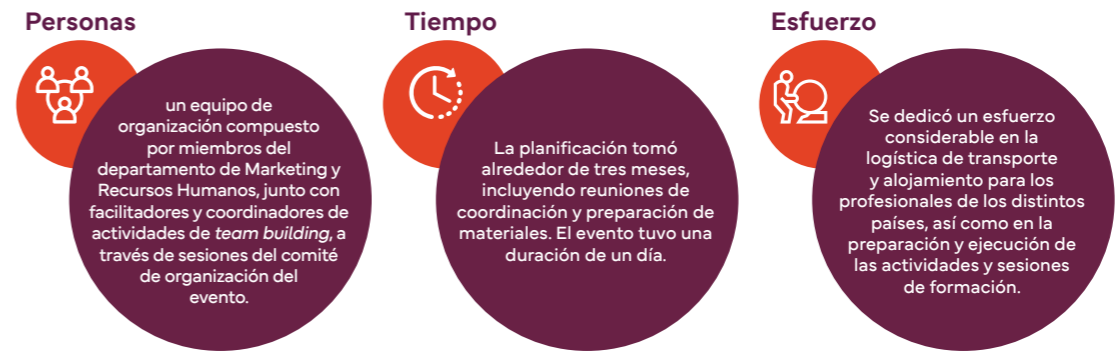 Personas
un equipo de
organización compuesto
por miembros del
departamento de Marketing y
Recursos Humanos, junto con
facilitadores y coordinadores de
actividades de team building, a
través de sesiones del comité
de organización del
evento.
Tiempo
La planificación tomó
alrededor de tres meses,
incluyendo reuniones de
coordinación y preparación de
materiales. El evento tuvo una
duración de un día.
Esfuerzo
Se dedicó un esfuerzo
considerable en la
logística de transporte
y alojamiento para los
profesionales de los distintos
países, así como en la
preparación y ejecución de
las actividades y sesiones
de formación.